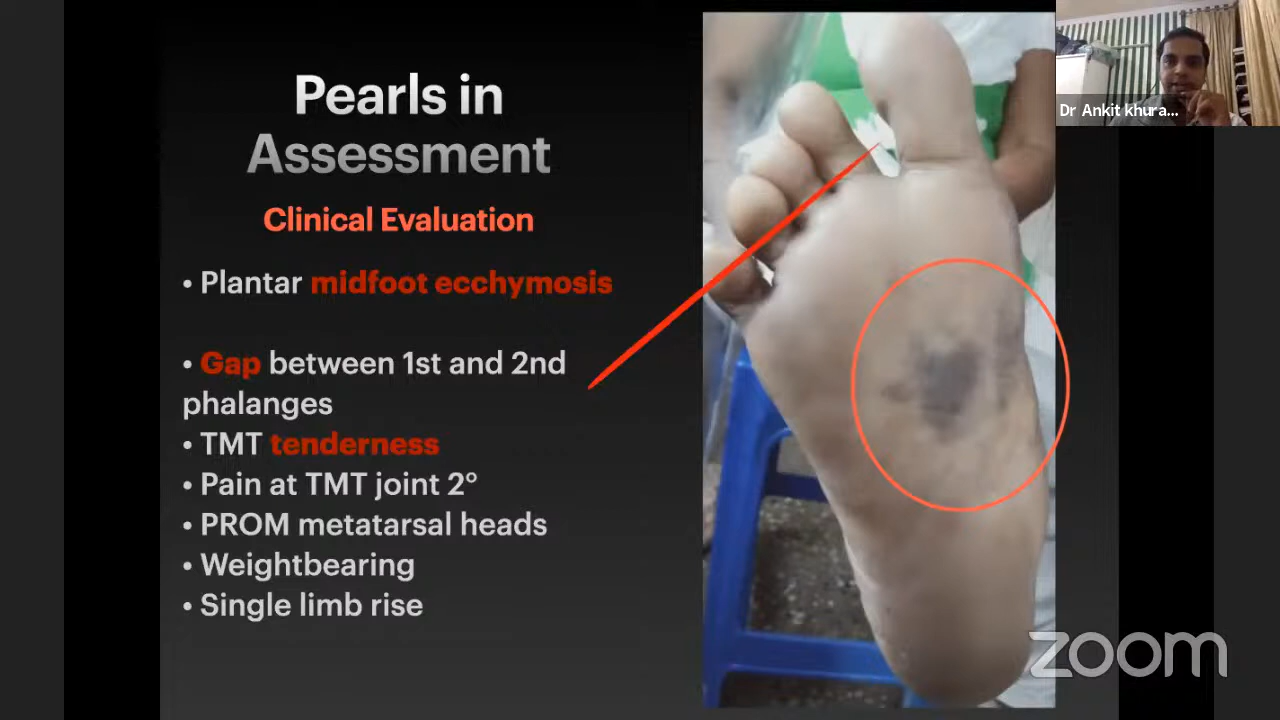 Pearls in
Assessment
Clinical Evaluation
• Plantar midfoot ecchymosis
• Gap between 1st and 2nd
phalanges
• TMT tenderness
• Pain at TMT joint 2°
• PROM metatarsal heads
• Weightbearing
• Single limb rise
Dr Ankit khura...
zoom